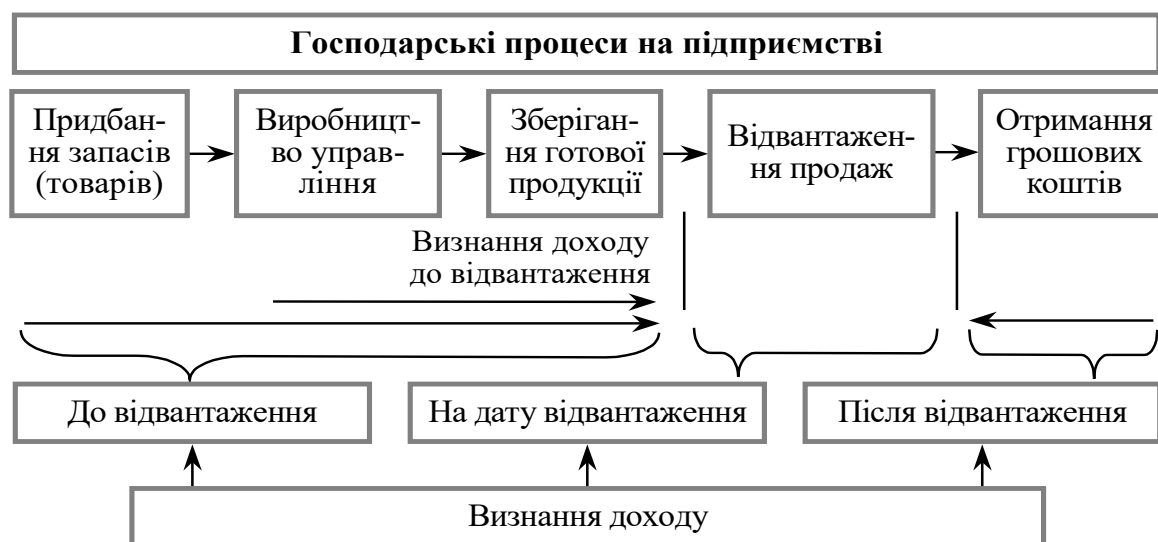 Господарські процеси на підприємстві
Придбан-
ня запасів
(товарів)
Виробницт-
во управ-
ління
Зберіган-
ня готової
продукції
Відвантажен-
ня продаж
Отримання
грошових
коштів
Визнання доходу
до відвантаження
До відвантаження
На дату відвантаження
Після відвантаження
Визнання доходу